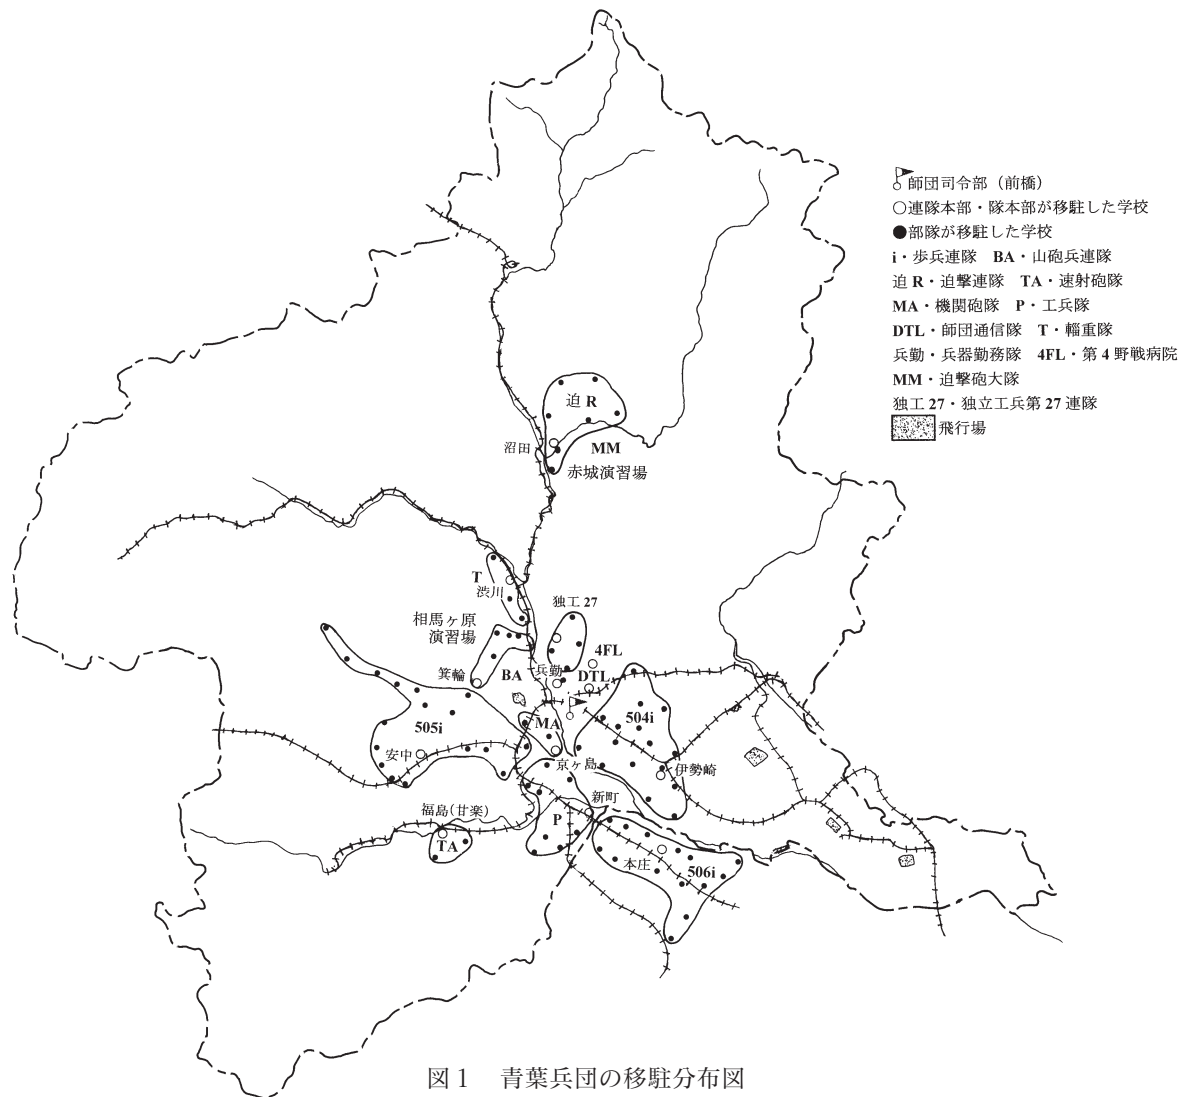 師団司令部（前橋）
○連隊本部・隊本部が移駐した学校
●部隊が移駐した学校
i・歩兵連隊　BA・山砲兵連隊
迫R・迫撃連隊　TA・速射砲隊
MA・機関砲隊　P・工兵隊
DTL・師団通信隊　T・輜重隊
兵勤・兵器勤務隊　4FL・第4野戦病院
MM・迫撃砲大隊
独工27・独立工兵第27連隊
飛行場
迫R
沼田
MM
赤城演習場
T
渋川
独工27
相馬ヶ原
演習場
4FL
箕輪
BA
兵勤
DTL
504i
505i
MA
安中
京ヶ島
伊勢崎
福島(甘楽)
新町
P
TA
本庄
506i
図1　青葉兵団の移駐分布図